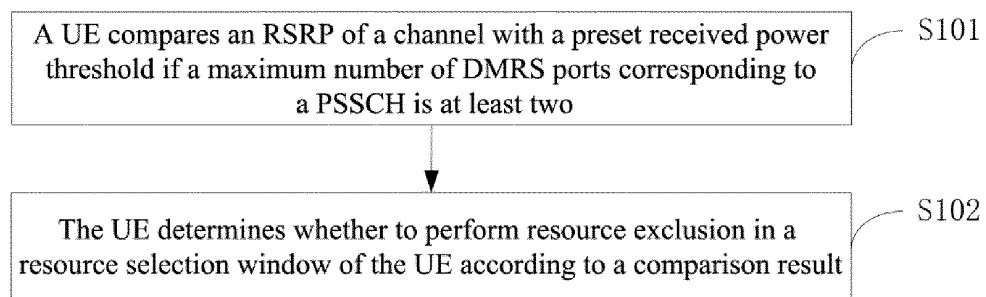 A UE compares an RSRP of a channel with a preset received power
threshold if a maximum number of DMRS ports corresponding to
a PSSCH is at least two
S101
The UE determines whether to perform resource exclusion in a
resource selection window of the UE according to a comparison result
S102